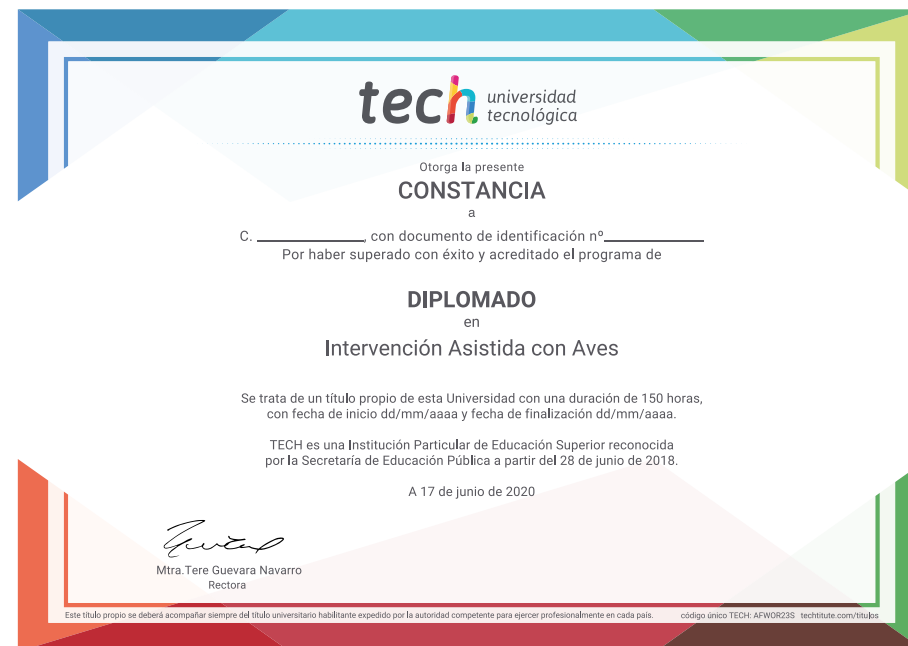 tech universidad
tecnológica
Otorga la presente
CONSTANCIA
a
C. ____________, con documento de identificación nº____________
Por haber superado con éxito y acreditado el programa de
DIPLOMADO
en
Intervención Asistida con Aves
Se trata de un título propio de esta Universidad con una duración de 150 horas,
con fecha de inicio dd/mm/aaaa y fecha de finalización dd/mm/aaaa.
TECH es una Institución Particular de Educación Superior reconocida
por la Secretaría de Educación Pública a partir del 28 de junio de 2018.
A 17 de junio de 2020
Mtra.Tere Guevara Navarro
Rectora
Este título propio se deberá acompañar siempre del título universitario habilitante expedido por la autoridad competente para ejercer profesionalmente en cada país. código único TECH: AFWOR23S techtitute.com/titulos